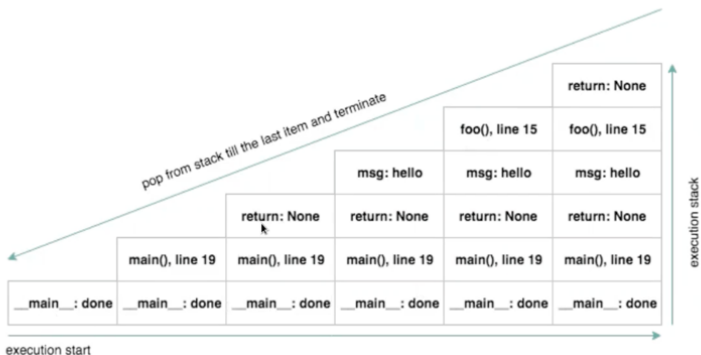 return: None
foo(), line 15
foo(), line 15
msg: hello
msg: hello
msg: hello
return: None
return: None
return: None
return: None
main(), line 19
main(), line 19
main(), line 19
main(), line 19
main(), line 19
__main__: done
__main__: done
__main__: done
__main__: done
__main__: done
__main__: done
pop from stack till the last item and terminate
execution stack
execution start